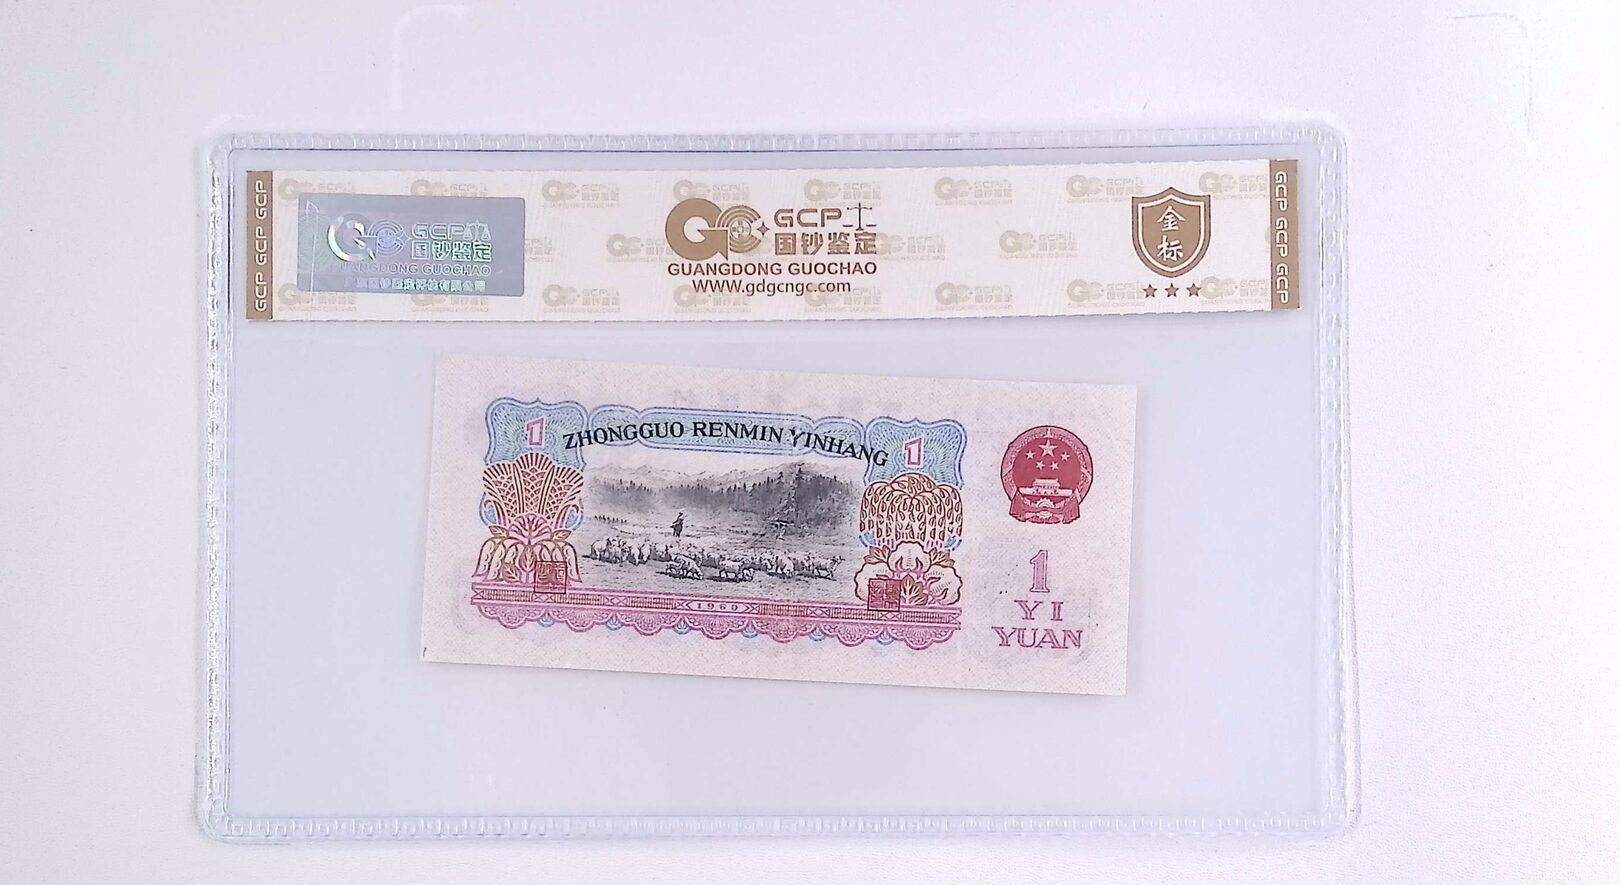 GCP GCP GCP
GCP
国钞鉴定
GUANGDONG GUOCHAO
GCP
国钞鉴定
GUANGDONG GUOCHAO
WWW.gdgcngc.com
金标
GCP GCP GCP
1 ZHONGGUO RENMIN YINHANG 1
1960
1
YI
YUAN